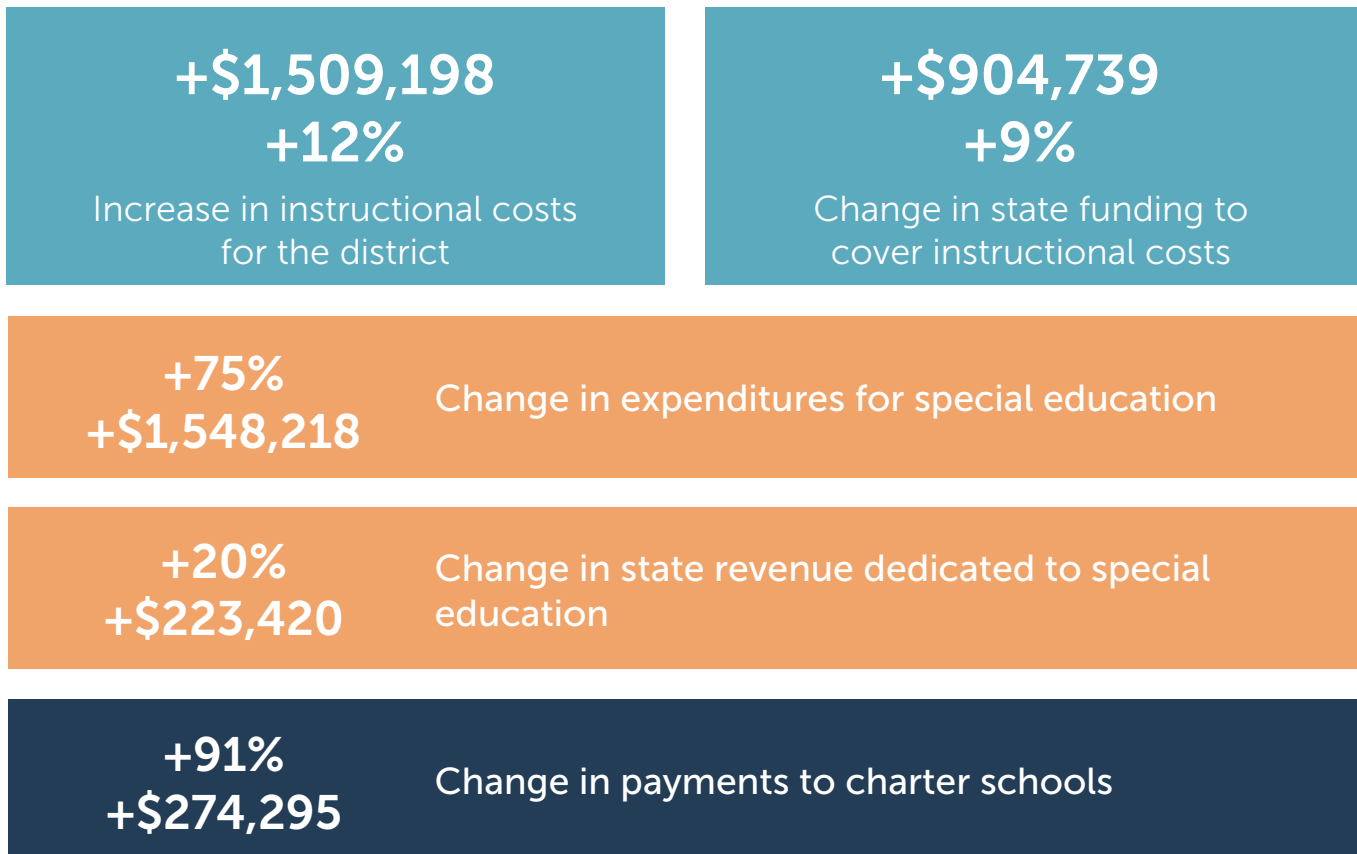 +$1,509,198
+12%
Increase in instructional costs
for the district
+$904,739
+9%
Change in state funding to
cover instructional costs
+75%
+$1,548,218
Change in expenditures for special education
+20%
+$223,420
Change in state revenue dedicated to special
education
+91%
+$274,295
Change in payments to charter schools